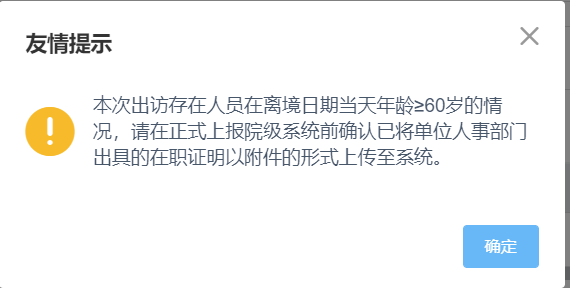 友情提示
本次出访存在人员在离境日期当天年龄≥60岁的情
况，请在正式上报院级系统前确认已将单位人事部门
出具的在职证明以附件的形式上传至系统。
确定